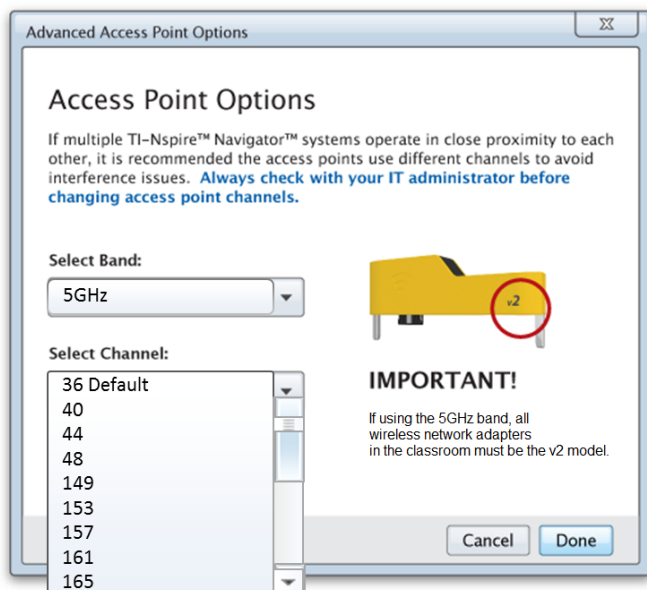 Advanced Access Point Options
Access Point Options
If multiple TI-Nspire™ Navigator™ systems operate in close proximity to each
other, it is recommended the access points use different channels to avoid
interference issues. Always check with your IT administrator before
changing access point channels.
Select Band:
5GHz
v2
Select Channel:
36 Default
40
44
48
149
153
157
161
165
IMPORTANT!
If using the 5GHz band, all
wireless network adapters
in the classroom must be the v2 model.
Cancel
Done